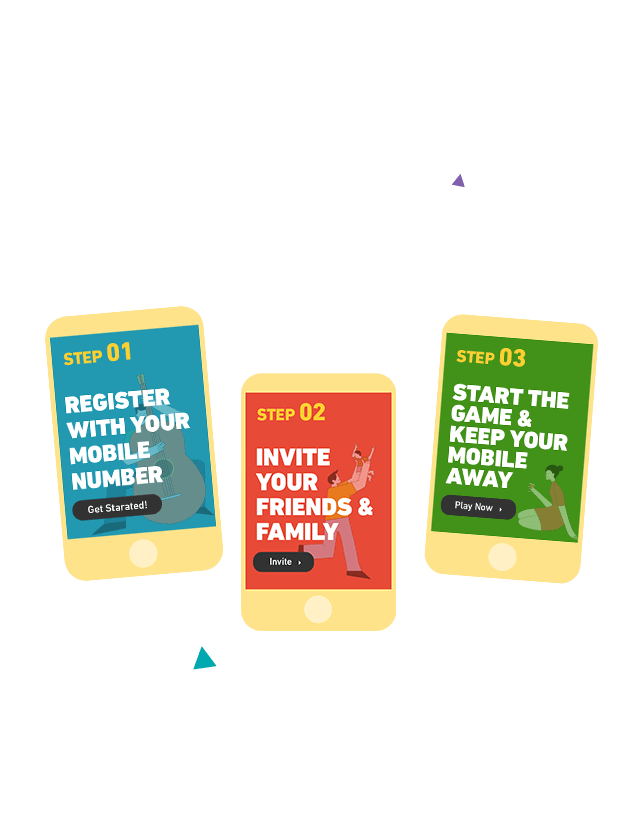 STEP 01
REGISTER
WITH YOUR
MOBILE
NUMBER
Get Starated!
STEP 02
INVITE
YOUR
FRIENDS &
FAMILY
Invite ›
STEP 03
START THE
GAME &
KEEP YOUR
MOBILE
AWAY
Play Now ›